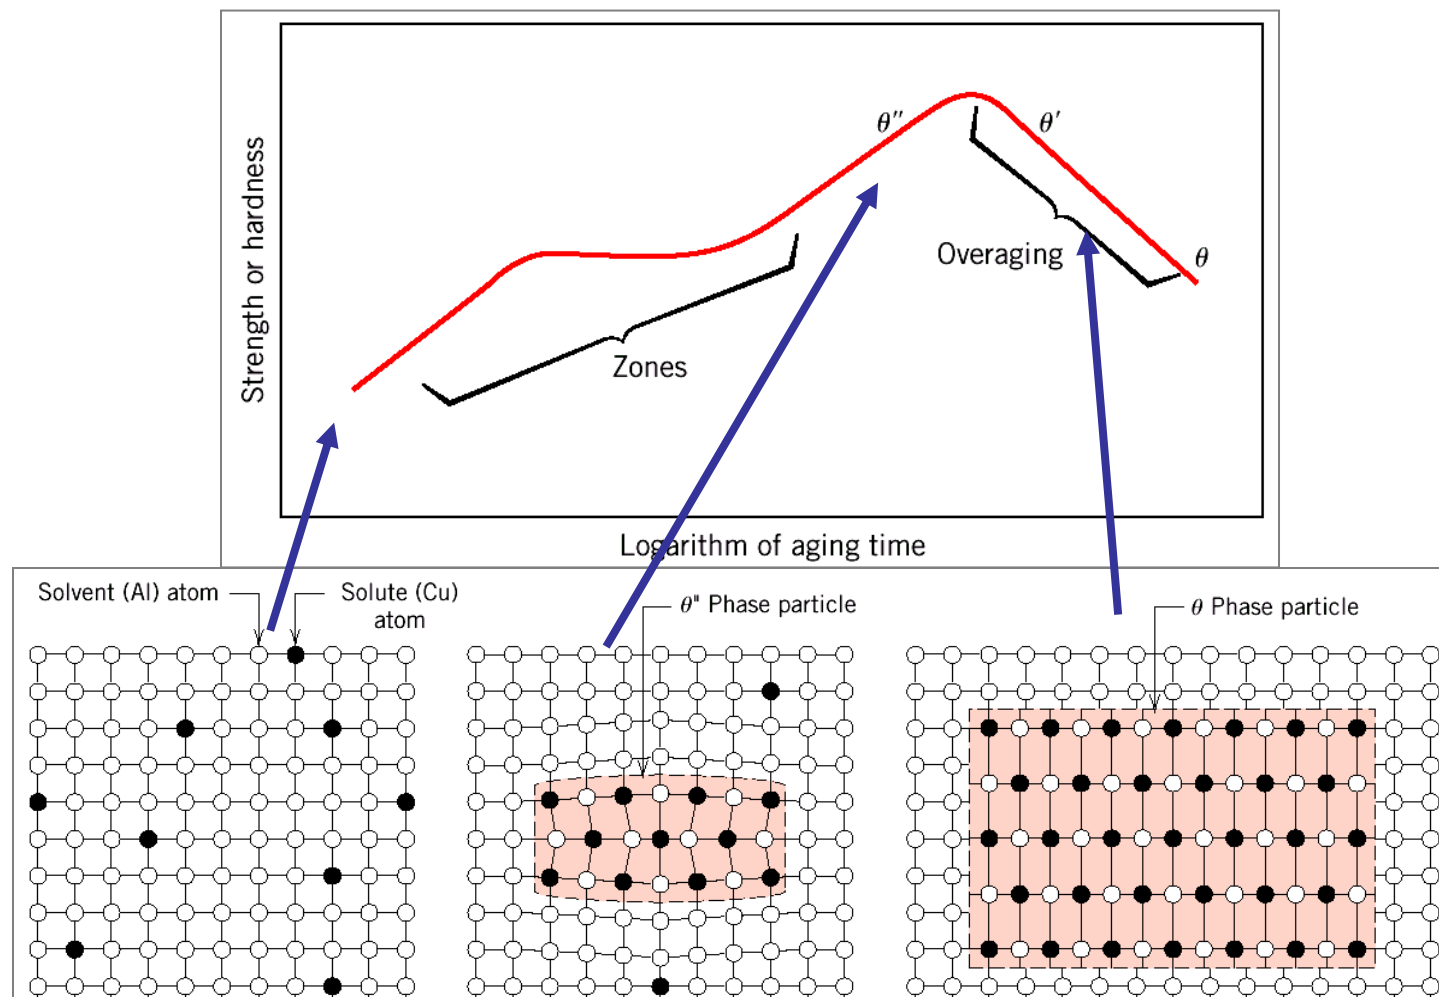 Strength or hardness
θ″
θ′
Overaging
θ
Zones
Logarithm of aging time
Solvent (Al) atom
Solute (Cu)
atom
θ" Phase particle
θ Phase particle